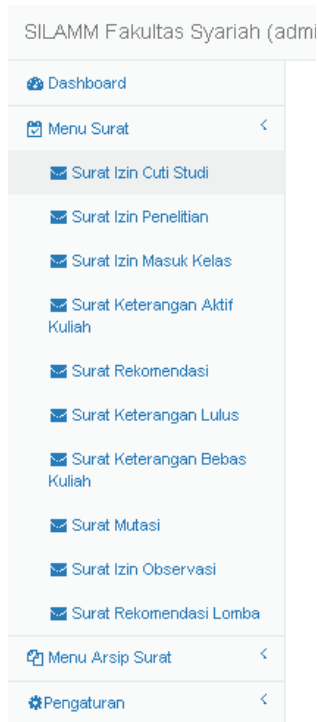 SILAMM Fakultas Syariah (admi
Dashboard
Menu Surat
Surat Izin Cuti Studi
Surat Izin Penelitian
Surat Izin Masuk Kelas
Surat Keterangan Aktif
Kuliah
Surat Rekomendasi
Surat Keterangan Lulus
Surat Keterangan Bebas
Kuliah
Surat Mutasi
Surat Izin Observasi
Surat Rekomendasi Lomba
Menu Arsip Surat
Pengaturan